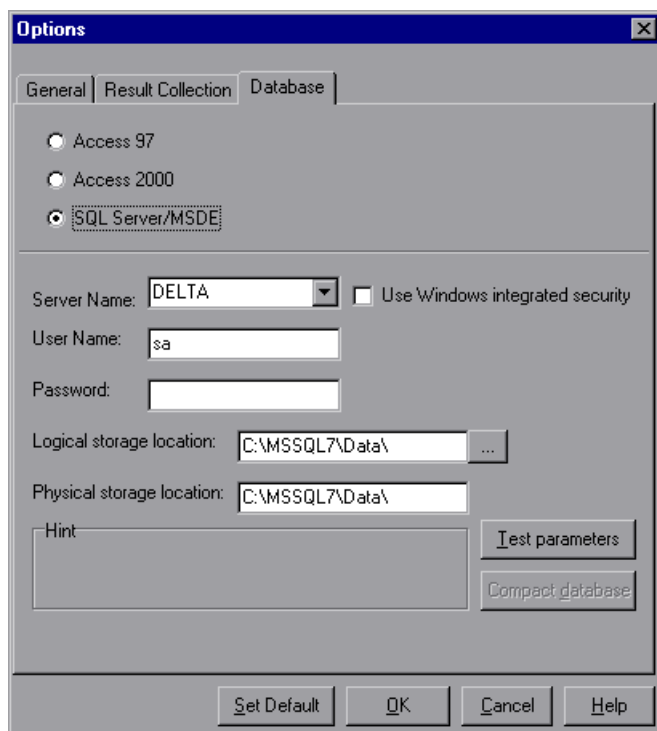 Options
General Result Collection Database
Access 97
Access 2000
SQL Server/MSDE
Server Name: DELTA Use Windows integrated security
User Name: sa
Password:
Logical storage location: C:\MSSQL7\Data\ ...
Physical storage location: C:\MSSQL7\Data\
Hint
Test parameters
Compact database
Set Default OK Cancel Help